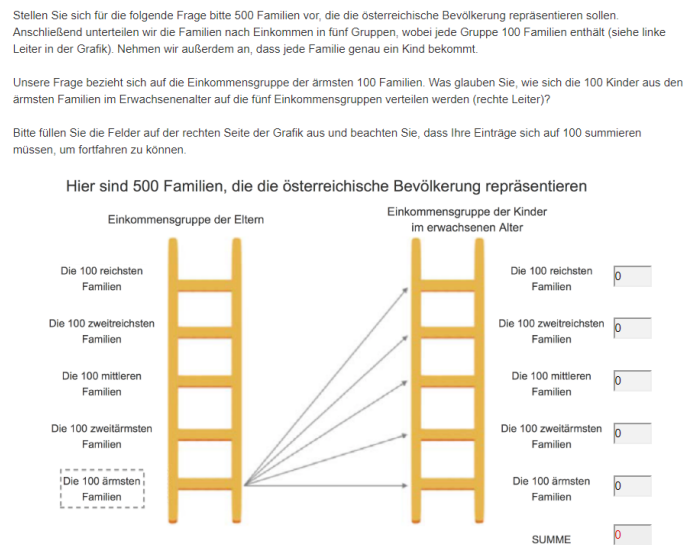 Stellen Sie sich für die folgende Frage bitte 500 Familien vor, die die österreichische Bevölkerung repräsentieren sollen.
Anschließend unterteilen wir die Familien nach Einkommen in fünf Gruppen, wobei jede Gruppe 100 Familien enthält (siehe linke
Leiter in der Grafik). Nehmen wir außerdem an, dass jede Familie genau ein Kind bekommt.
Unsere Frage bezieht sich auf die Einkommensgruppe der ärmsten 100 Familien. Was glauben Sie, wie sich die 100 Kinder aus den
ärmsten Familien im Erwachsenenalter auf die fünf Einkommensgruppen verteilen werden (rechte Leiter)?
Bitte füllen Sie die Felder auf der rechten Seite der Grafik aus und beachten Sie, dass Ihre Einträge sich auf 100 summieren
müssen, um fortfahren zu können.
Hier sind 500 Familien, die die österreichische Bevölkerung repräsentieren
Einkommensgruppe der Eltern
Einkommensgruppe der Kinder
im erwachsenen Alter
Die 100 reichsten
Familien
Die 100 zweitreichsten
Familien
Die 100 mittleren
Familien
Die 100 zweitärmsten
Familien
Die 100 ärmsten
Familien
Die 100 reichsten
Familien
0
Die 100 zweitreichsten
Familien
0
Die 100 mittleren
Familien
0
Die 100 zweitärmsten
Familien
0
Die 100 ärmsten
Familien
0
SUMME
0